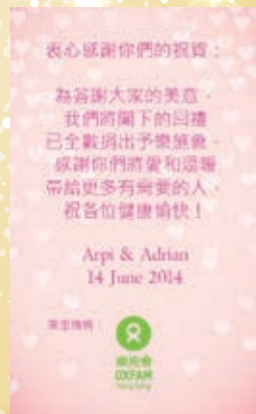 衷心感謝你們的祝賀：
為答謝大家的美意，
我們將閣下的回禮
已全數捐出予樂施會，
感謝你們將愛和溫暖
帶給更多有需要的人，
祝各位健康愉快！
Arpi & Adrian
14 June 2014
受惠機構：
樂施會
OXFAM
Hong Kong